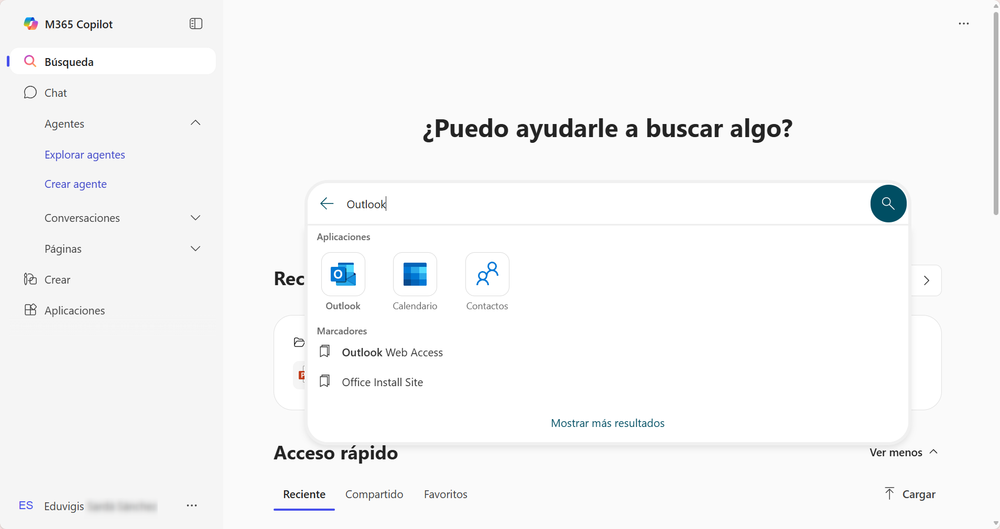 M365 Copilot
Búsqueda
Chat
Agentes
Explorar agentes
Crear agente
Conversaciones
Páginas
Crear
Aplicaciones
ES Eduvigis
¿Puedo ayudarle a buscar algo?
Outlook
Aplicaciones
Outlook Calendario Contactos
Marcadores
Outlook Web Access
Office Install Site
Mostrar más resultados
Rec
Acceso rápido
Ver menos
Reciente Compartido Favoritos
Cargar